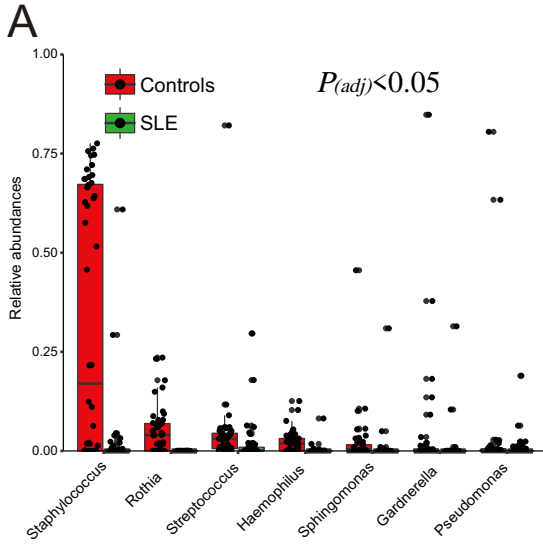 A
1.00
Controls
P(adj)<0.05
SLE
0.75
Relative abundances
0.50
0.25
0.00
Staphylococcus
Rothia
Streptococcus
Haemophilus
Sphingomonas
Gardnerella
Pseudomonas